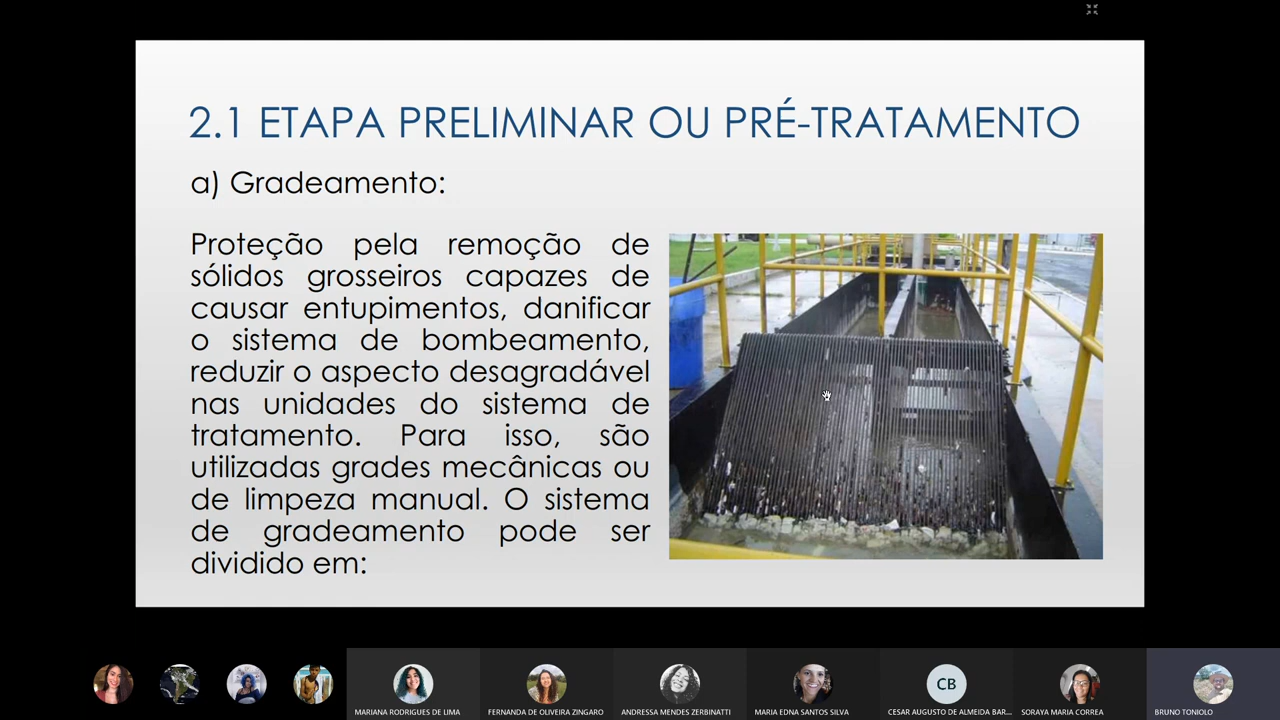 2.1 ETAPA PRELIMINAR OU PRÉ-TRATAMENTO
a) Gradeamento:
Proteção pela remoção de
sólidos grosseiros capazes de
causar entupimentos, danificar
o sistema de bombeamento,
reduzir o aspecto desagradável
nas unidades do sistema de
tratamento. Para isso, são
utilizadas grades mecânicas ou
de limpeza manual. O sistema
de gradeamento pode ser
dividido em:
CB
MARIANA RODRIGUES DE LIMA
FERNANDA DE OLIVEIRA ZINGARO
ANDRESSA MENDES ZERBINATTI
MARIA EDNA SANTOS SILVA
CESAR AUGUSTO DE ALMEIDA BAR...
SORAYA MARIA CORREA
BRUNO TONIOLO